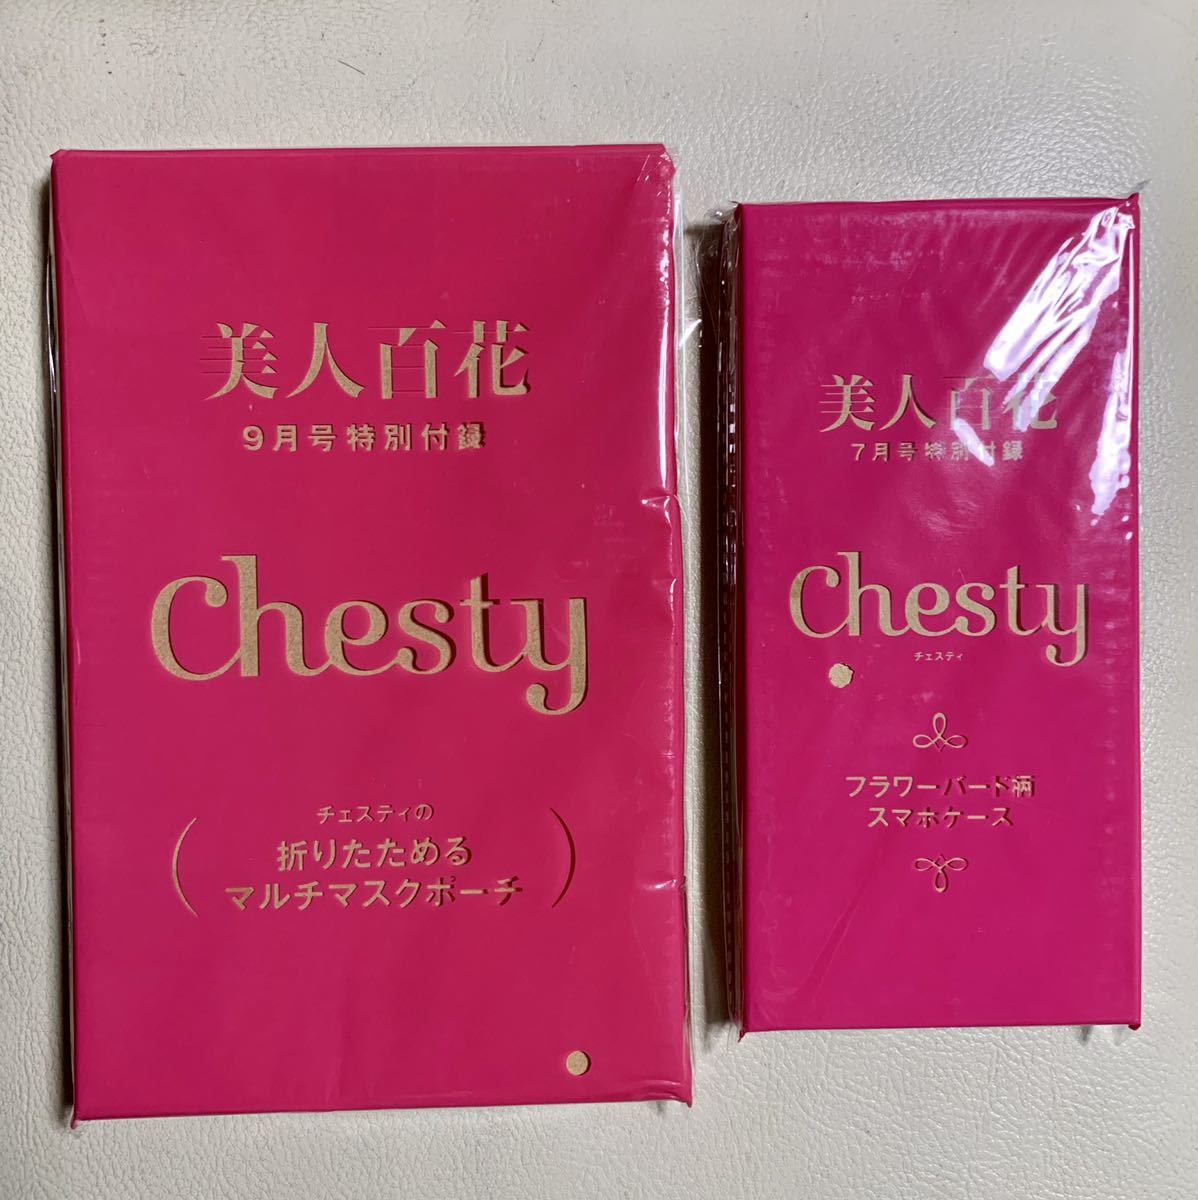 美人百花
9月号特別付録
Chesty
チェスティの
折りたためる
マルチマスクポーチ
美人百花
7月号特別付録
Chesty
チェスティ
フラワーバード柄
スマホケース